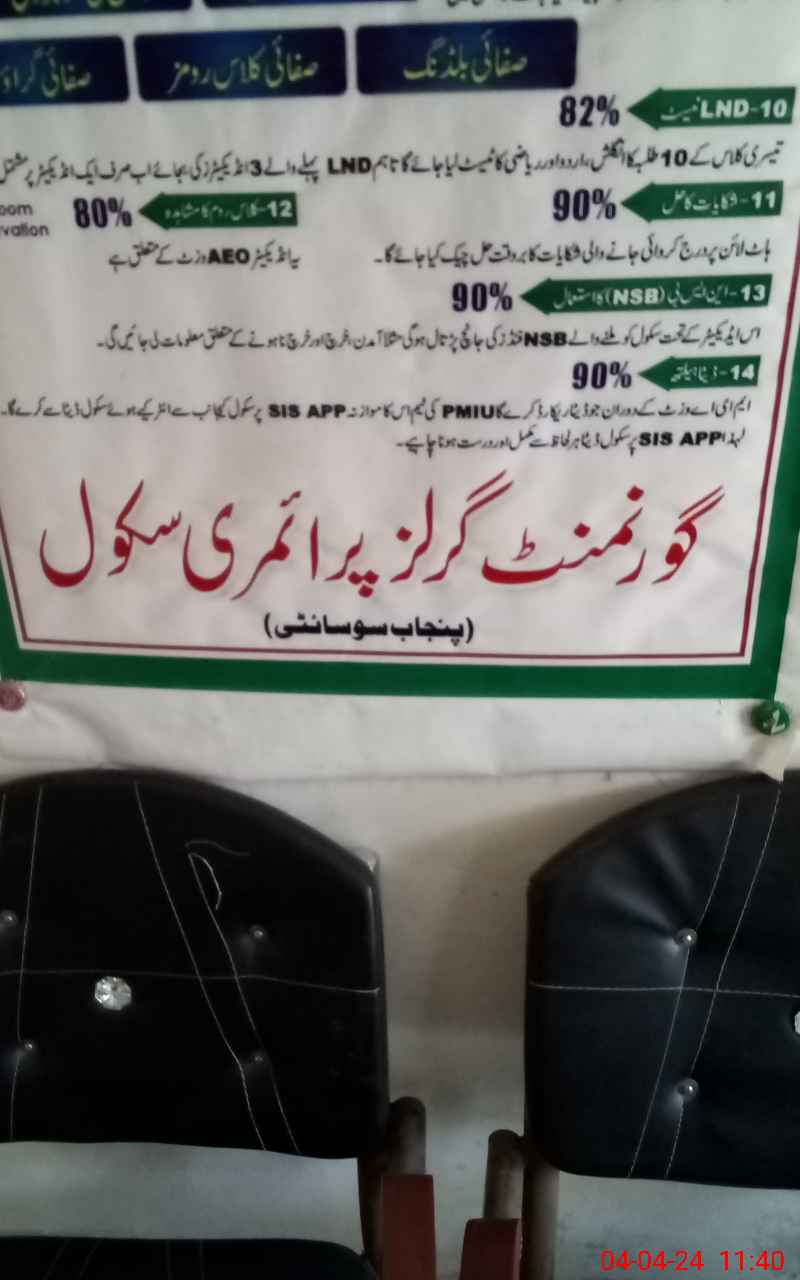 صفائی بلڈنگ صفائی کلاس رومز صفائی گراؤ
10-LND ٹیسٹ 82%
تیسری کلاس کے 10 طلبہ کا انگلش، اردو اور ریاضی کا ٹیسٹ لیا جائے گا تاہم LND پہلے والے 3 انڈیکیٹرز کی بجائے اب صرف ایک انڈیکیٹر پر مشتمل
11-شکایات کا حل 90% 12-کلاس روم کا مشاہدہ 80% oom
vation
ہاٹ لائن پر درج کروائی جانے والی شکایات کا بروقت حل چیک کیا جائے گا۔ یہ انڈیکیٹر AEO وزٹ کے متعلق ہے
13-این ایس بی (NSB) کا استعمال 90%
اس انڈیکیٹر کے تحت سکول کو ملنے والے NSB فنڈز کی جانچ پڑتال ہوگی مثلاً آمدن، خرچ اور خرچ نا ہونے کے متعلق معلومات لی جائیں گی۔
14-ڈیٹا ہیلتھ 90%
ایم ای اے وزٹ کے دوران جو ڈیٹا ریکارڈ کرے گا PMIU کی ٹیم اس کا موازنہ SIS APP پر سکول کیجانب سے انٹر کیے ہوئے سکول ڈیٹا سے کرے گا۔
لہذا SIS APP پر سکول ڈیٹا ہر لحاظ سے مکمل اور درست ہونا چاہیے۔
گورنمنٹ گرلز پرائمری سکول
(پنجاب سوسائٹی)
04-04-24 11:40